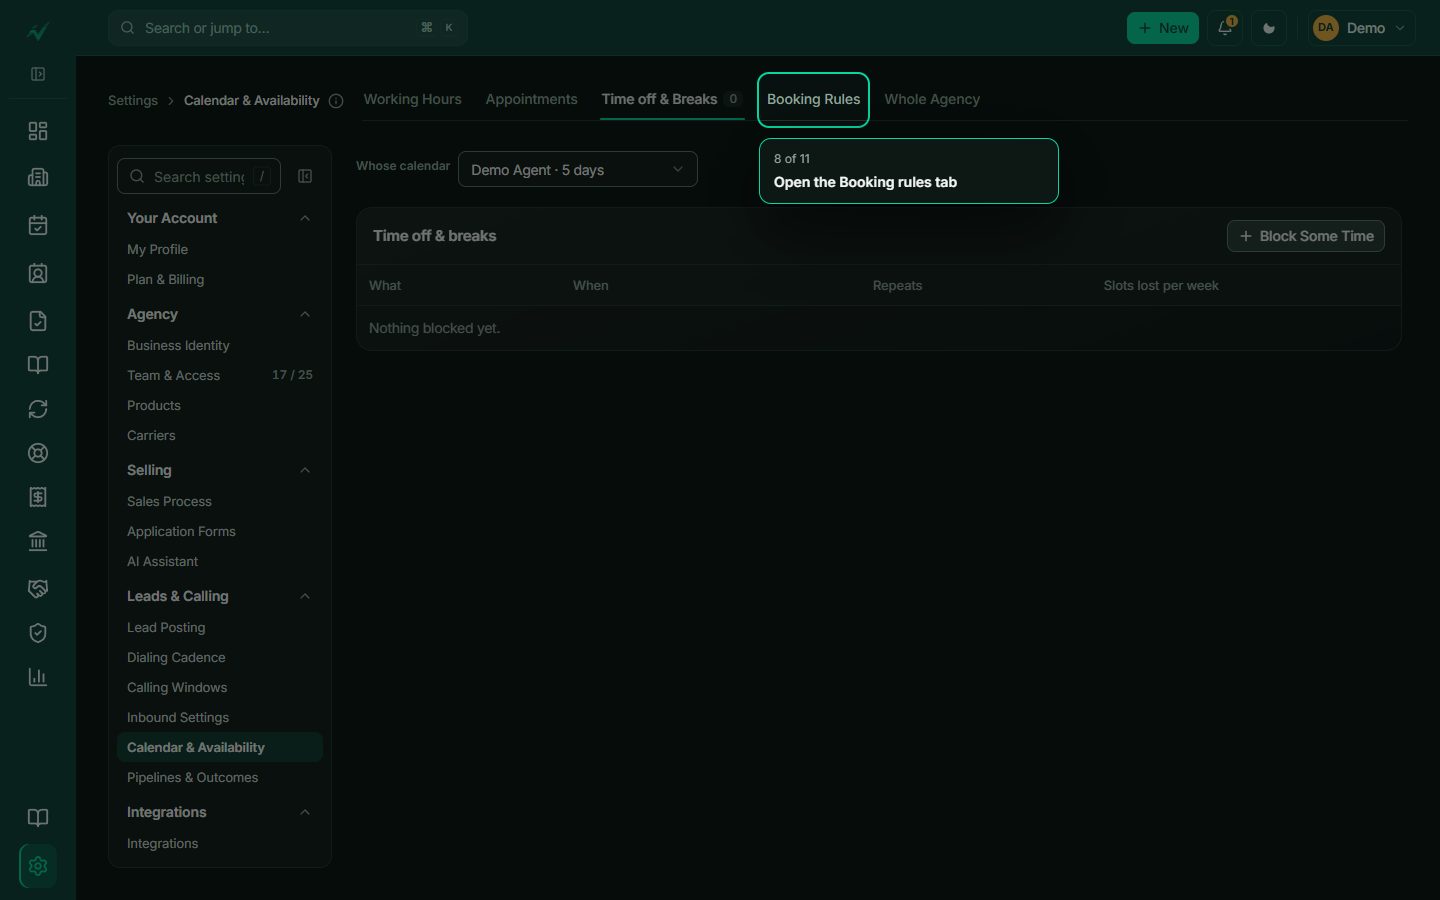 Search or jump to...
⌘ K
New
1
DA
Demo
Settings
Calendar & Availability
Working Hours
Appointments
Time off & Breaks 0
Booking Rules
Whole Agency
8 of 11
Open the Booking rules tab
Search setting /
Your Account
My Profile
Plan & Billing
Agency
Business Identity
Team & Access 17 / 25
Products
Carriers
Selling
Sales Process
Application Forms
AI Assistant
Leads & Calling
Lead Posting
Dialing Cadence
Calling Windows
Inbound Settings
Calendar & Availability
Pipelines & Outcomes
Integrations
Integrations
Whose calendar
Demo Agent · 5 days
Time off & breaks
Block Some Time
What When Repeats Slots lost per week
Nothing blocked yet.